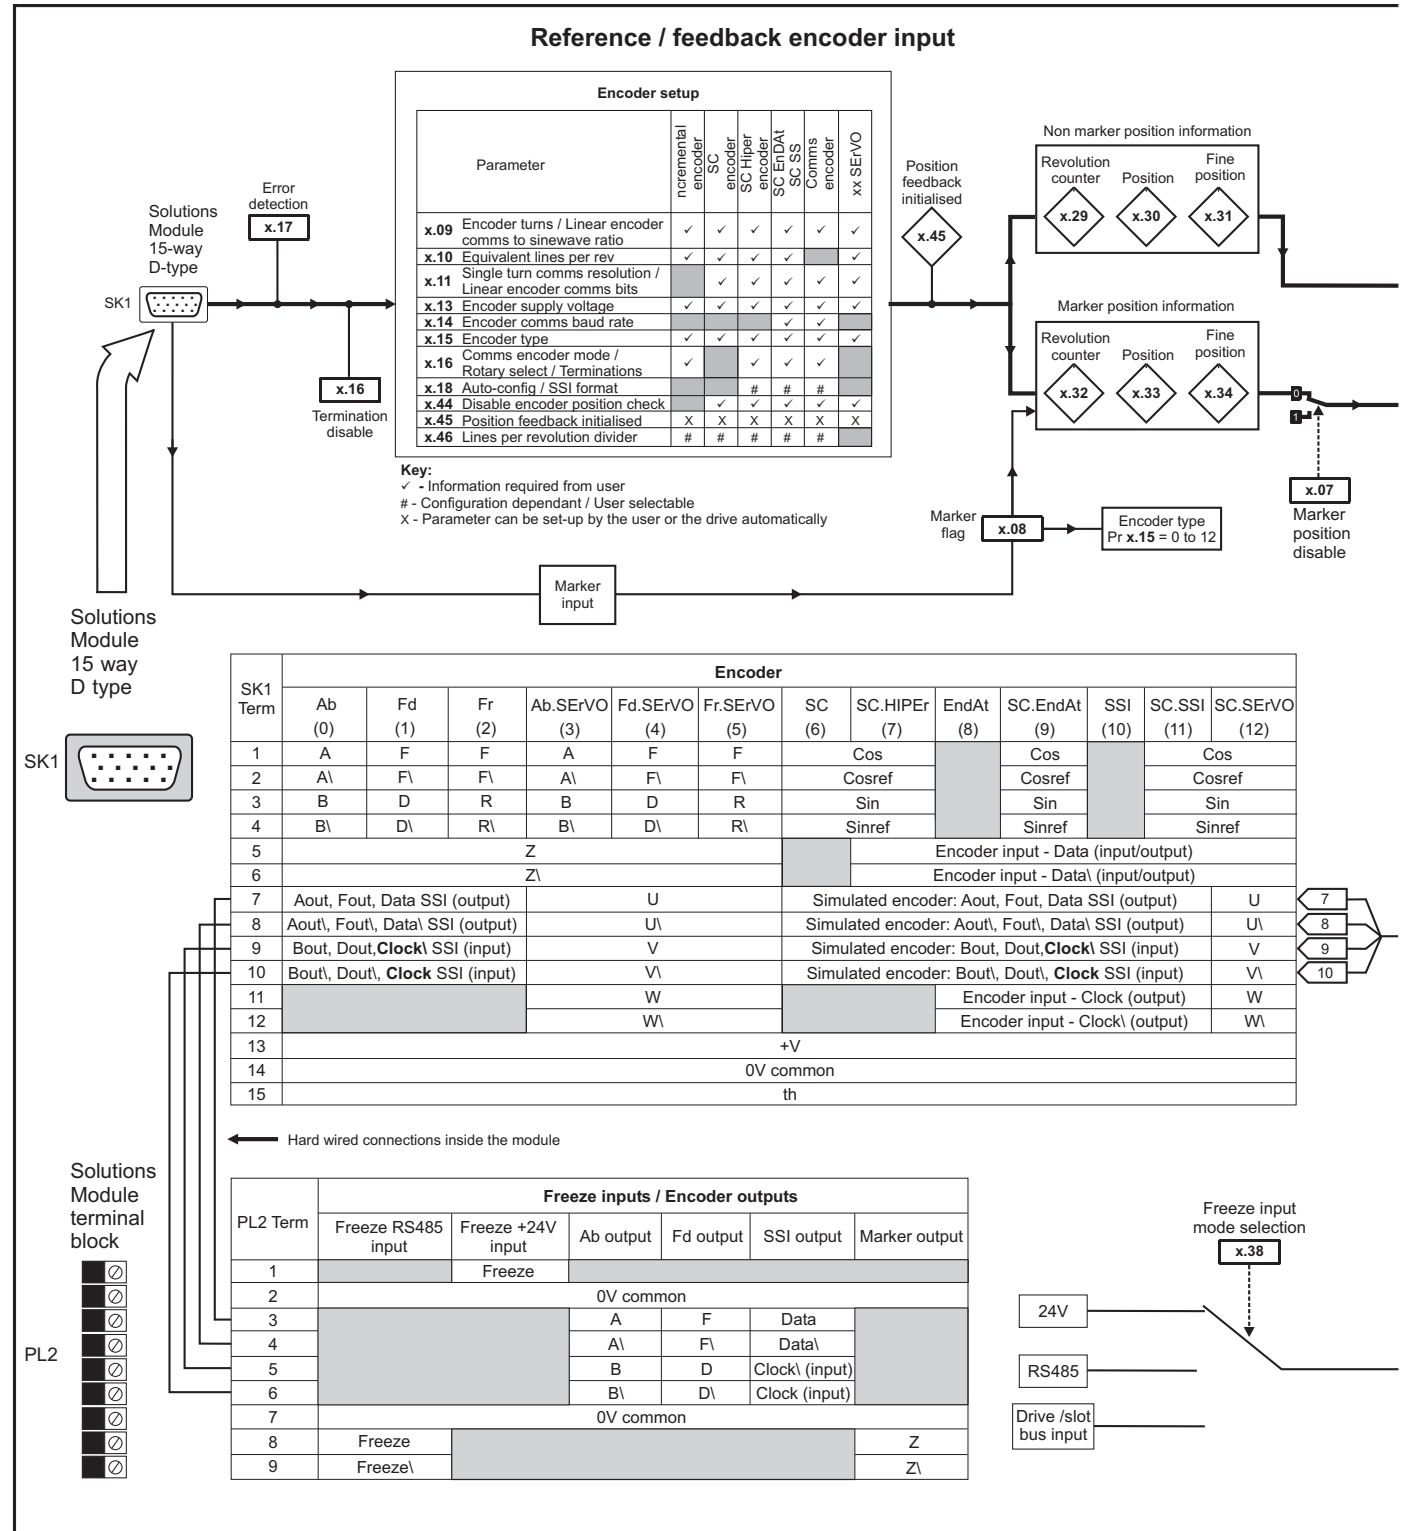 Reference / feedback encoder input
Encoder setup
Parameter
ncremental
encoder
SC
encoder
SC Hiper
encoder
SC EnDAt
SC SS
Comms
encoder
xx SErVO
x.09 Encoder turns / Linear encoder
comms to sinewave ratio
✓ ✓ ✓ ✓ ✓ ✓
x.10 Equivalent lines per rev ✓ ✓ ✓ ✓ ✓
x.11 Single turn comms resolution /
Linear encoder comms bits
✓ ✓ ✓ ✓ ✓
x.13 Encoder supply voltage ✓ ✓ ✓ ✓ ✓ ✓
x.14 Encoder comms baud rate ✓ ✓
x.15 Encoder type ✓ ✓ ✓ ✓ ✓ ✓
x.16 Comms encoder mode /
Rotary select / Terminations
✓ ✓ ✓ ✓
x.18 Auto-config / SSI format # # #
x.44 Disable encoder position check ✓ ✓ ✓ ✓ ✓
x.45 Position feedback initialised X X X X X X
x.46 Lines per revolution divider # # # # #
Key:
✓ - Information required from user
# - Configuration dependant / User selectable
X - Parameter can be set-up by the user or the drive automatically
Solutions
Module
15-way
D-type
SK1
Error
detection
x.17
x.16
Termination
disable
Position
feedback
initialised
x.45
Non marker position information
Revolution
counter
Position
Fine
position
x.29 x.30 x.31
Marker position information
Revolution
counter
Position
Fine
position
x.32 x.33 x.34
0
1
x.07
Marker
position
disable
Marker
flag
x.08
Encoder type
Pr x.15 = 0 to 12
Marker
input
Solutions
Module
15 way
D type
SK1
SK1
Term
Encoder
Ab Fd Fr Ab.SErVO Fd.SErVO Fr.SErVO SC SC.HIPEr EndAt SC.EndAt SSI SC.SSI SC.SErVO
(0) (1) (2) (3) (4) (5) (6) (7) (8) (9) (10) (11) (12)
1 A F F A F F Cos Cos Cos
2 A\ F\ F\ A\ F\ F\ Cosref Cosref Cosref
3 B D R B D R Sin Sin Sin
4 B\ D\ R\ B\ D\ R\ Sinref Sinref Sinref
5 Z Encoder input - Data (input/output)
6 Z\ Encoder input - Data\ (input/output)
7 Aout, Fout, Data SSI (output) U Simulated encoder: Aout, Fout, Data SSI (output) U 7
8 Aout\, Fout\, Data\ SSI (output) U\ Simulated encoder: Aout\, Fout\, Data\ SSI (output) U\ 8
9 Bout, Dout,Clock\ SSI (input) V Simulated encoder: Bout, Dout,Clock\ SSI (input) V 9
10 Bout\, Dout\, Clock SSI (input) V\ Simulated encoder: Bout\, Dout\, Clock SSI (input) V\ 10
11 W Encoder input - Clock (output) W
12 W\ Encoder input - Clock\ (output) W\
13 +V
14 0V common
15 th
Hard wired connections inside the module
Solutions
Module
terminal
block
PL2
PL2 Term
Freeze inputs / Encoder outputs
Freeze RS485
input
Freeze +24V
input
Ab output Fd output SSI output Marker output
1 Freeze
2 0V common
3 A F Data
4 A\ F\ Data\
5 B D Clock\ (input)
6 B\ D\ Clock (input)
7 0V common
8 Freeze Z
9 Freeze\ Z\
Freeze input
mode selection
x.38
24V
RS485
Drive /slot
bus input